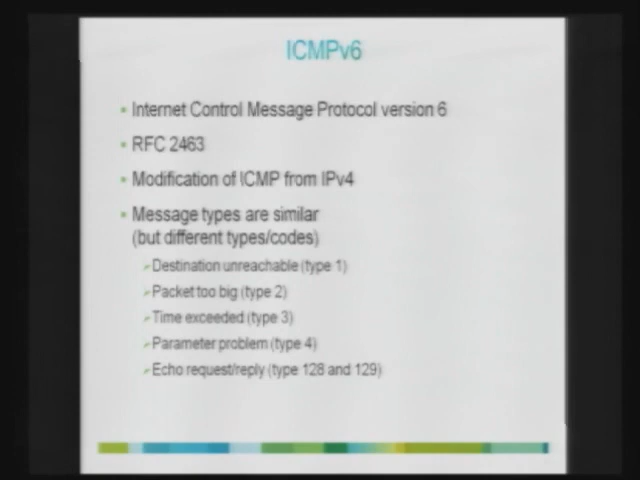 ICMPv6
Internet Control Message Protocol version 6
RFC 2463
Modification of ICMP from IPv4
Message types are similar
(but different types/codes)
Destination unreachable (type 1)
Packet too big (type 2)
Time exceeded (type 3)
Parameter problem (type 4)
Echo request/reply (type 128 and 129)